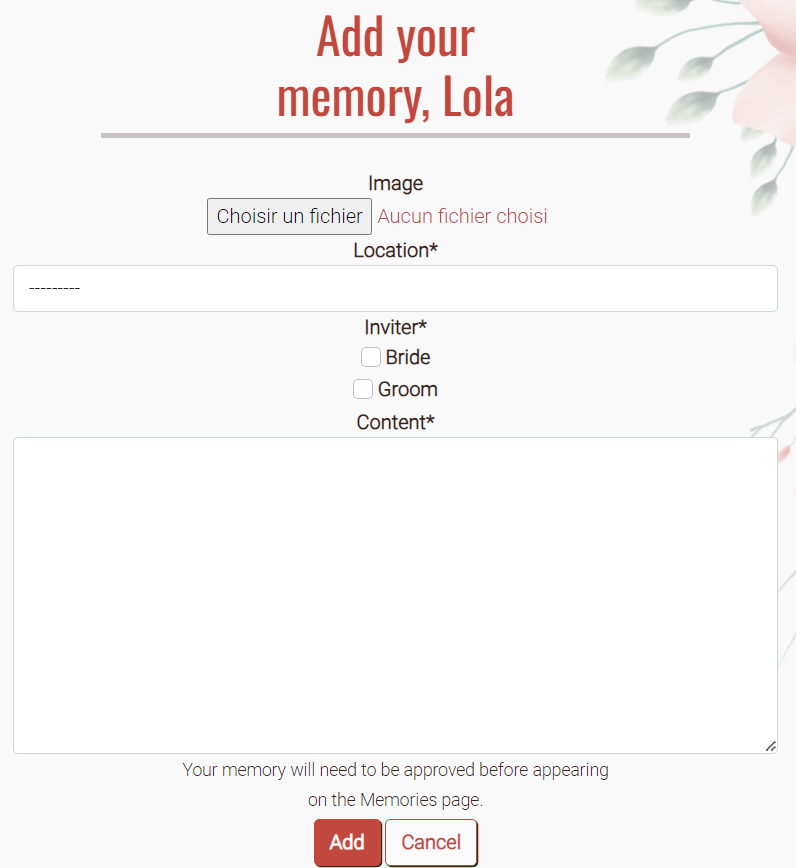 Add your
memory, Lola
Image
Choisir un fichier Aucun fichier choisi
Location*
---------
Inviter*
Bride
Groom
Content*
Your memory will need to be approved before appearing
on the Memories page.
Add Cancel